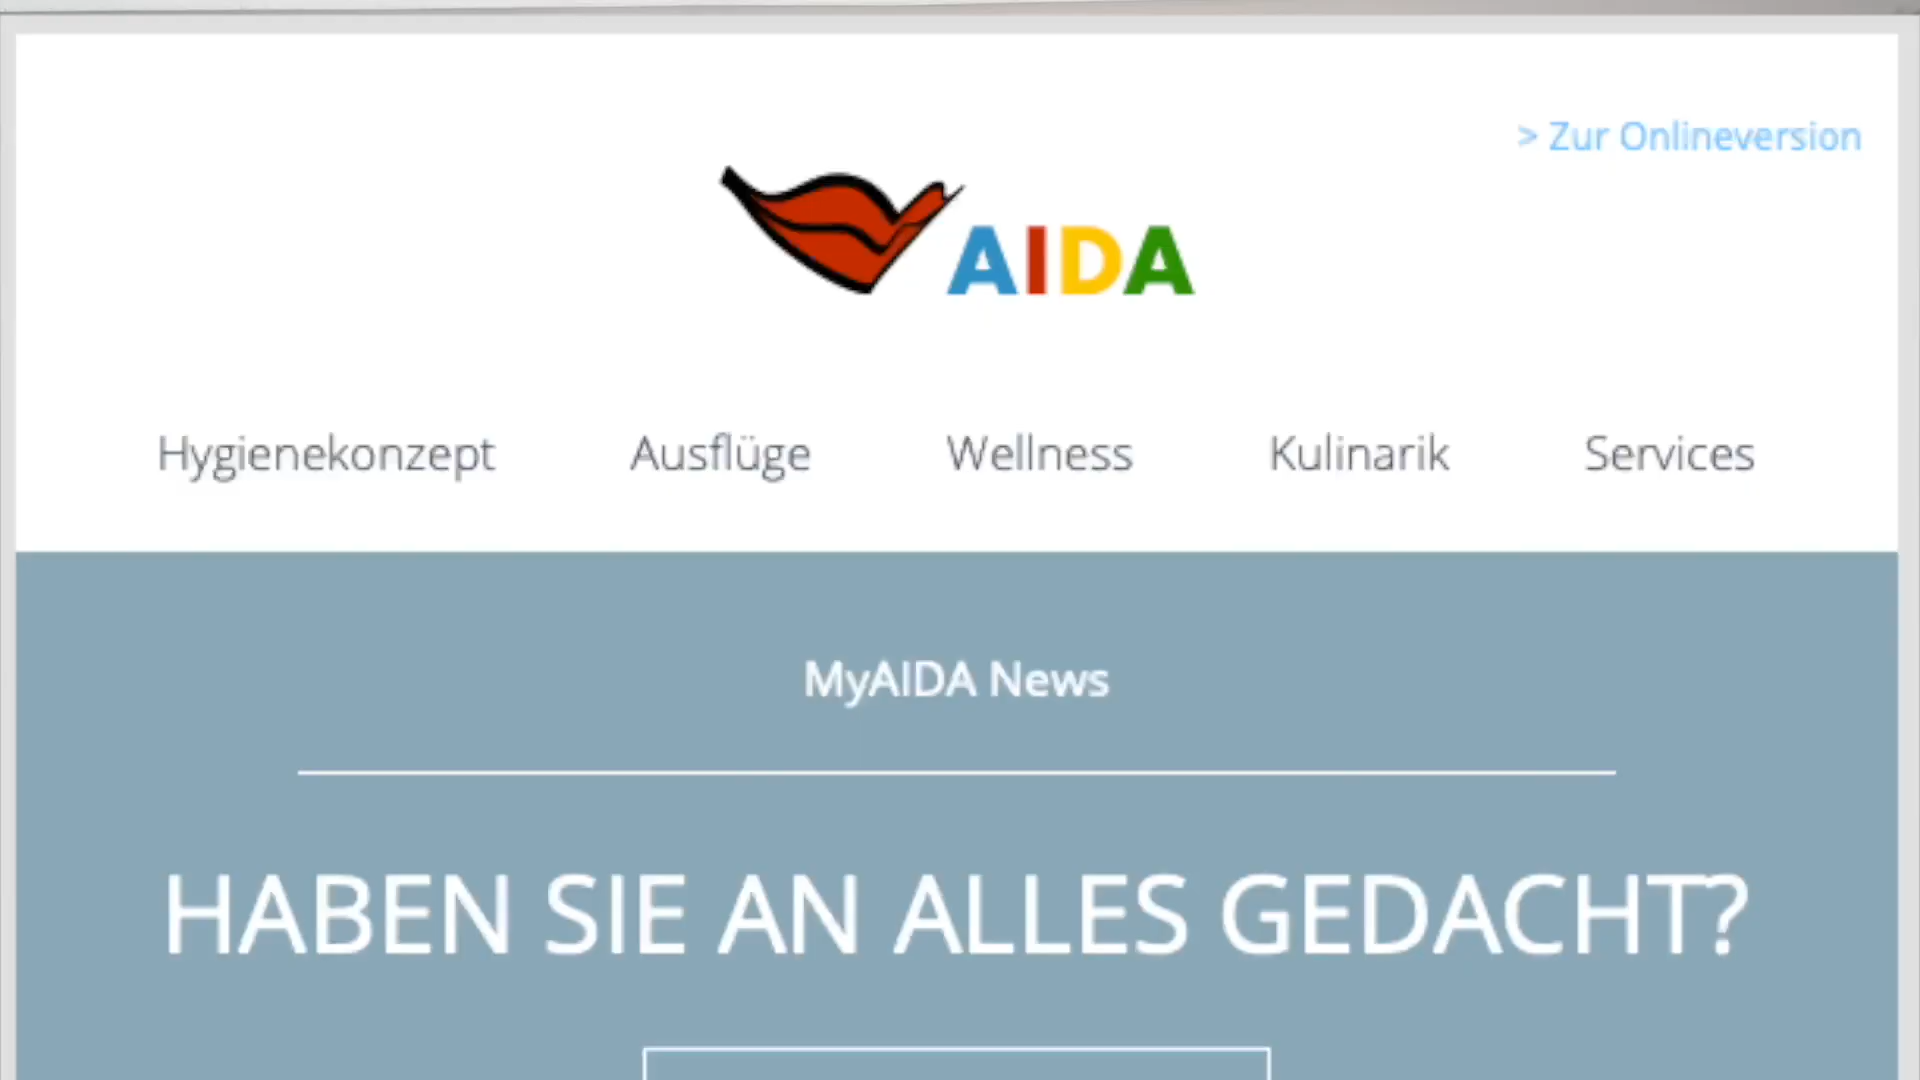 > Zur Onlineversion
AIDA
Hygienekonzept Ausflüge Wellness Kulinarik Services
MyAIDA News
HABEN SIE AN ALLES GEDACHT?